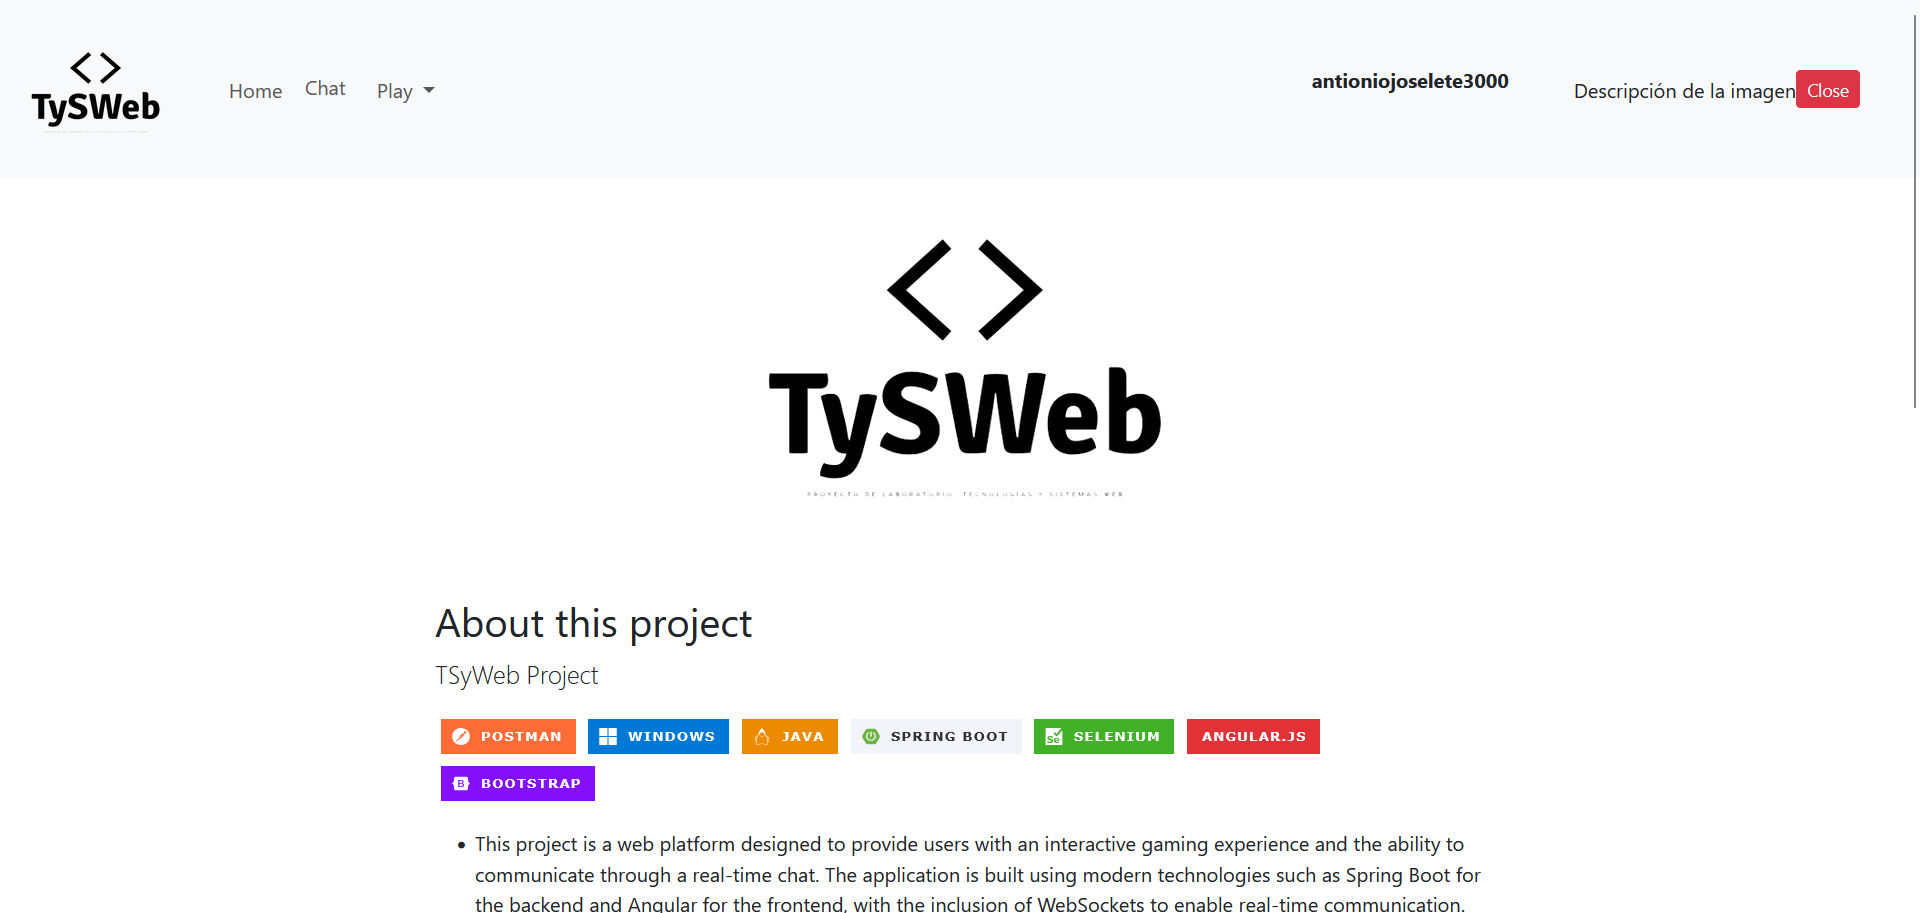 <> TySWeb
Home Chat Play
antioniojoselete3000
Descripción de la imagen
Close
<>
TySWeb
PROYECTO DE LABORATORIO TECNOLOGÍAS Y SISTEMAS WEB
About this project
TSyWeb Project
POSTMAN WINDOWS JAVA SPRING BOOT SELENIUM ANGULAR.JS
BOOTSTRAP
• This project is a web platform designed to provide users with an interactive gaming experience and the ability to
communicate through a real-time chat. The application is built using modern technologies such as Spring Boot for
the backend and Angular for the frontend, with the inclusion of WebSockets to enable real-time communication.